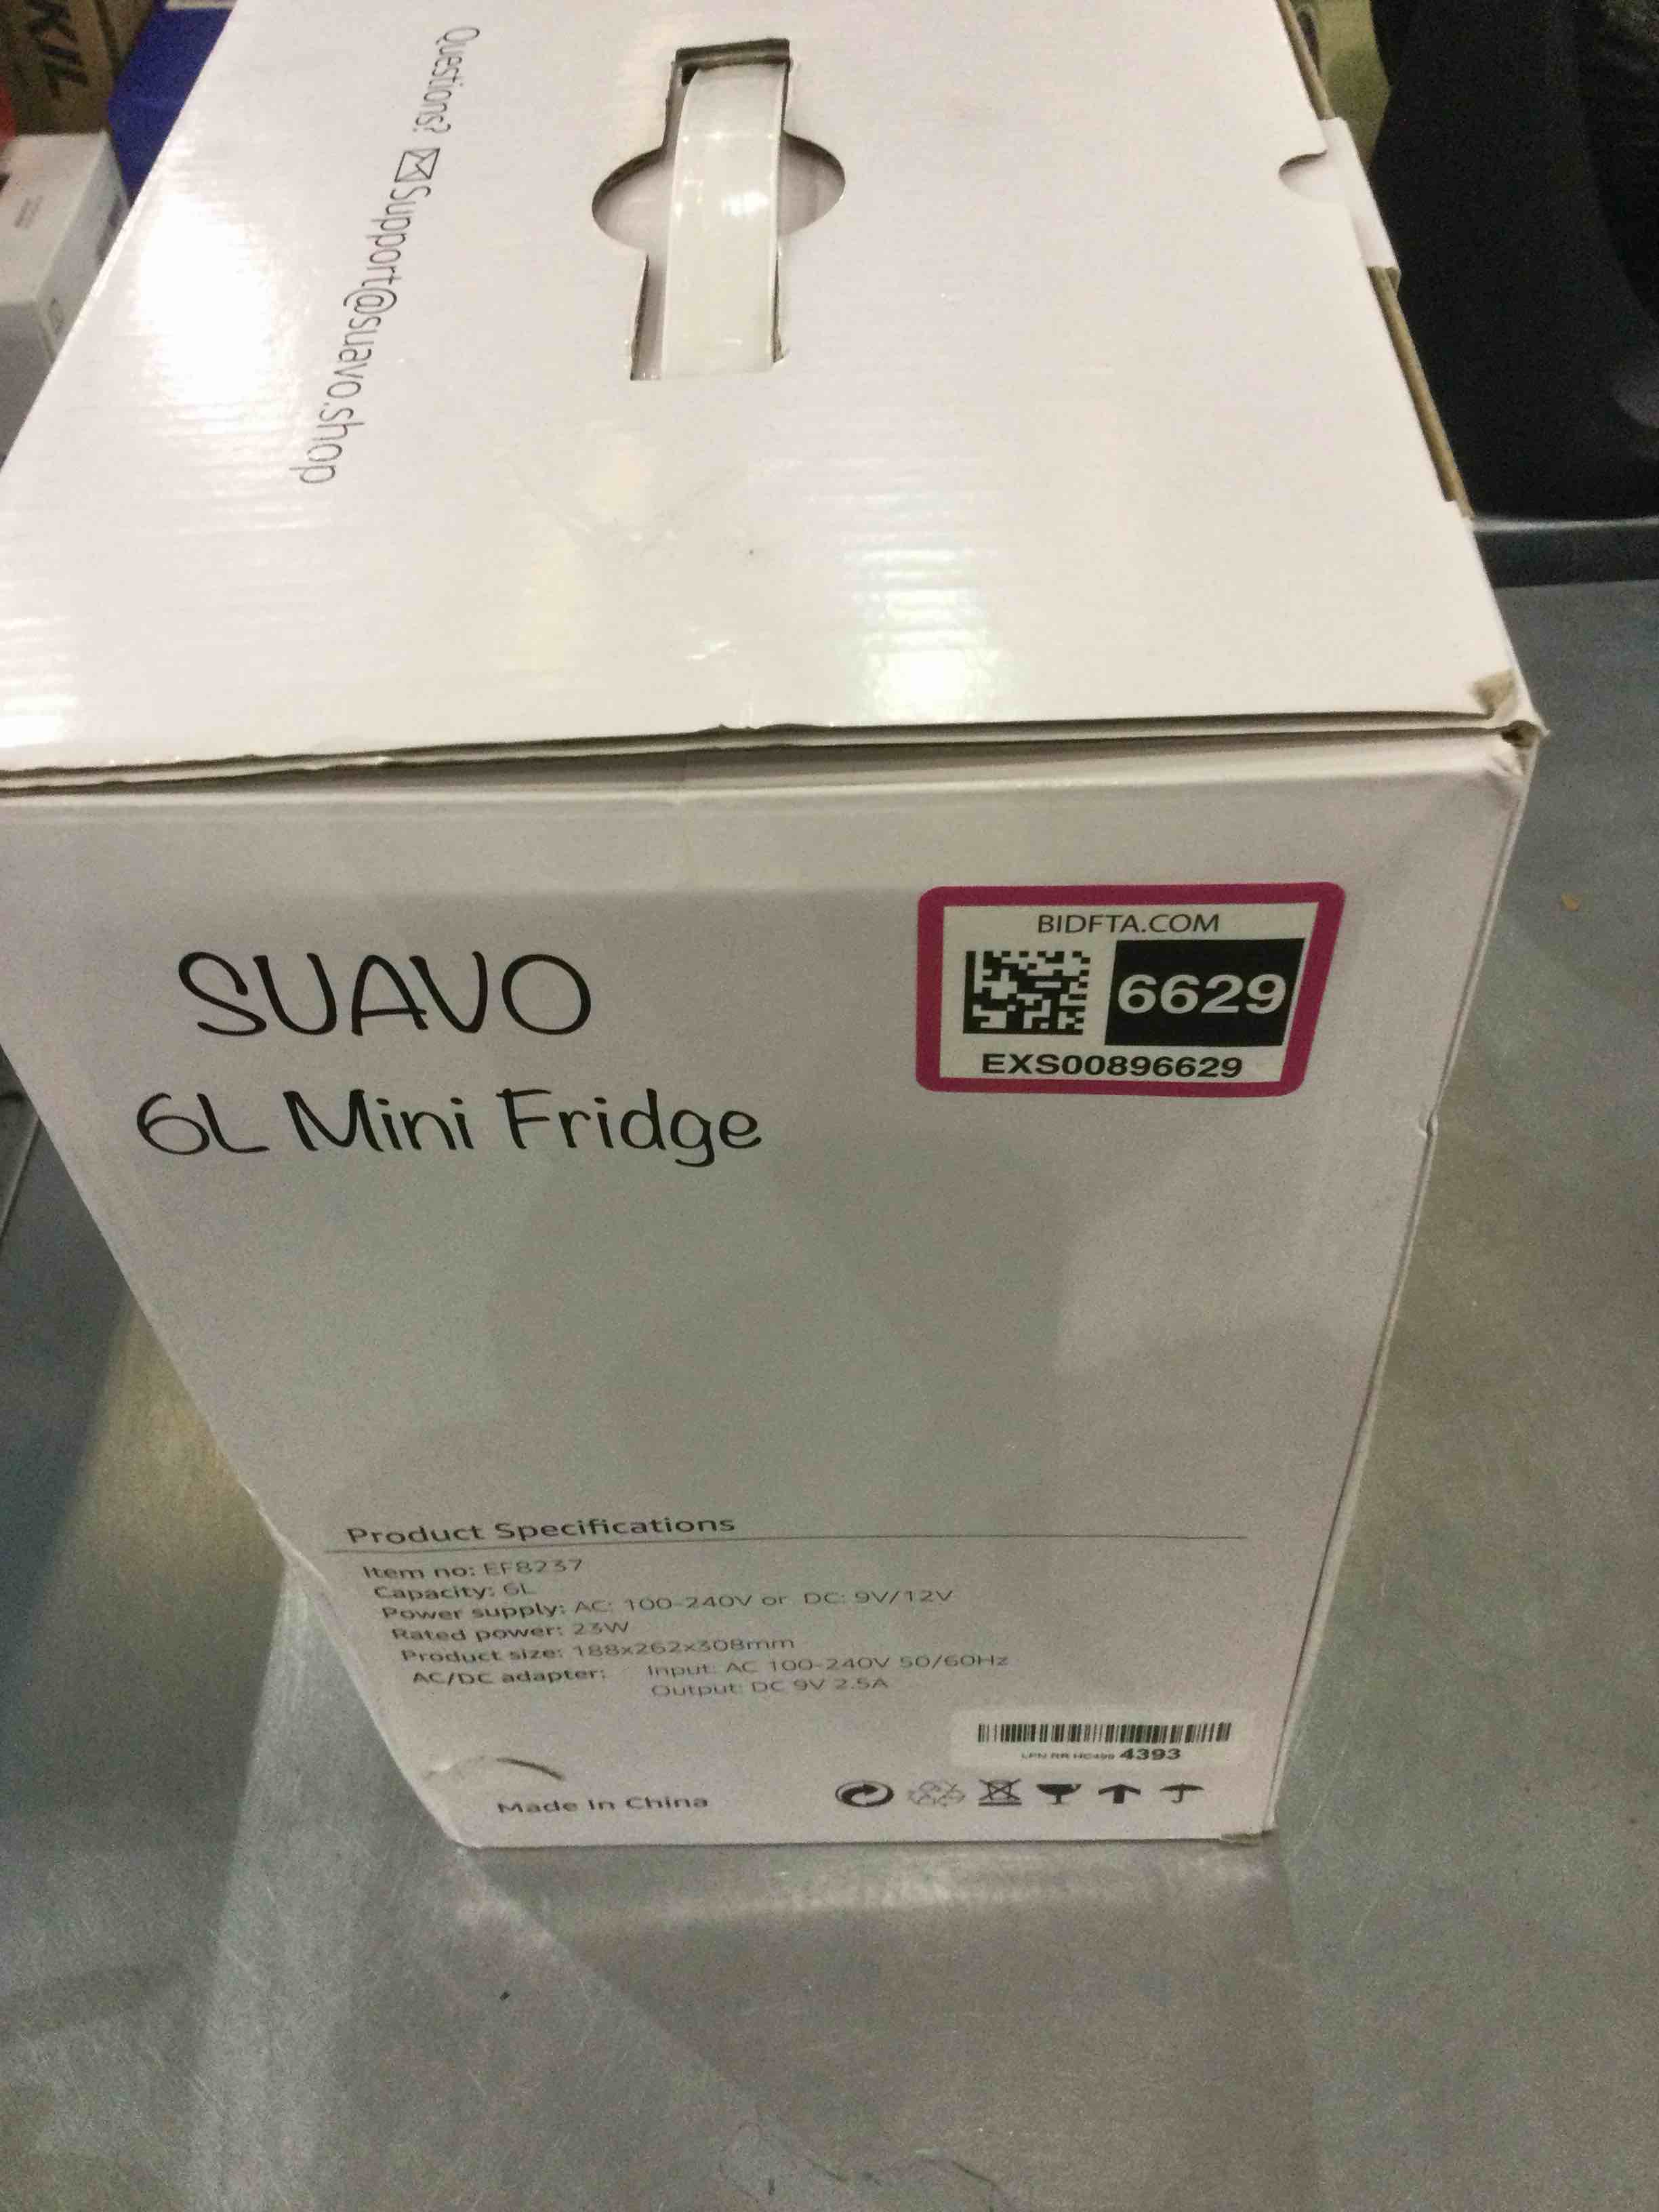 KIL
Questions? Support@suavo.shop
BIDFTA.COM
6629
EXS00896629
SUAVO
6L Mini Fridge
Product Specifications
Item no: EF8237
Capacity: 6L
Power supply: AC: 100-240V or DC: 9V/12V
Rated power: 23W
Product size: 188x262x308mm
AC/DC adapter: Input: AC 100-240V 50/60Hz
Output: DC 9V 2.5A
4393
Made in China